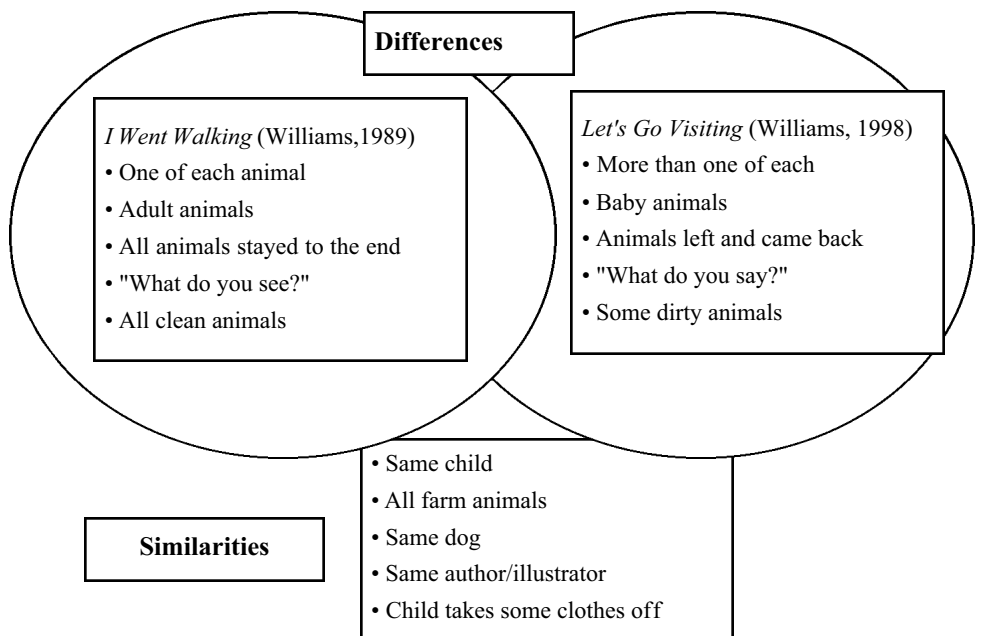 Differences
I Went Walking (Williams,1989)
• One of each animal
• Adult animals
• All animals stayed to the end
• "What do you see?"
• All clean animals
Let's Go Visiting (Williams, 1998)
• More than one of each
• Baby animals
• Animals left and came back
• "What do you say?"
• Some dirty animals
Similarities
• Same child
• All farm animals
• Same dog
• Same author/illustrator
• Child takes some clothes off